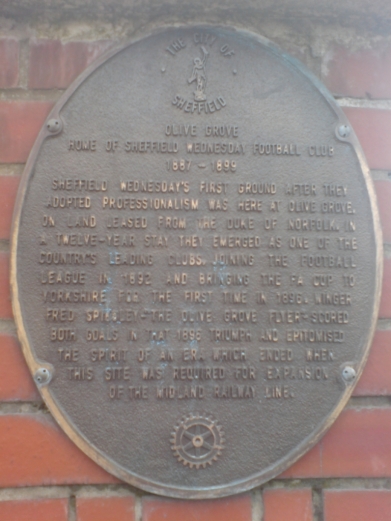 THE CITY OF
SHEFFIELD
OLIVE GROVE
HOME OF SHEFFIELD WEDNESDAY FOOTBALL CLUB
1887 - 1899
SHEFFIELD WEDNESDAY'S FIRST GROUND AFTER THEY
ADOPTED PROFESSIONALISM WAS HERE AT OLIVE GROVE,
ON LAND LEASED FROM THE DUKE OF NORFOLK. IN
A TWELVE-YEAR STAY THEY EMERGED AS ONE OF THE
COUNTRY'S LEADING CLUBS, JOINING THE FOOTBALL
LEAGUE IN 1892 AND BRINGING THE FA CUP TO
YORKSHIRE FOR THE FIRST TIME IN 1896. WINGER
FRED SPIKSLEY-THE OLIVE GROVE FLYER-SCORED
BOTH GOALS IN THAT 1896 TRIUMPH AND EPITOMISED
THE SPIRIT OF AN ERA WHICH ENDED WHEN
THIS SITE WAS REQUIRED FOR EXPANSION
OF THE MIDLAND RAILWAY LINE.